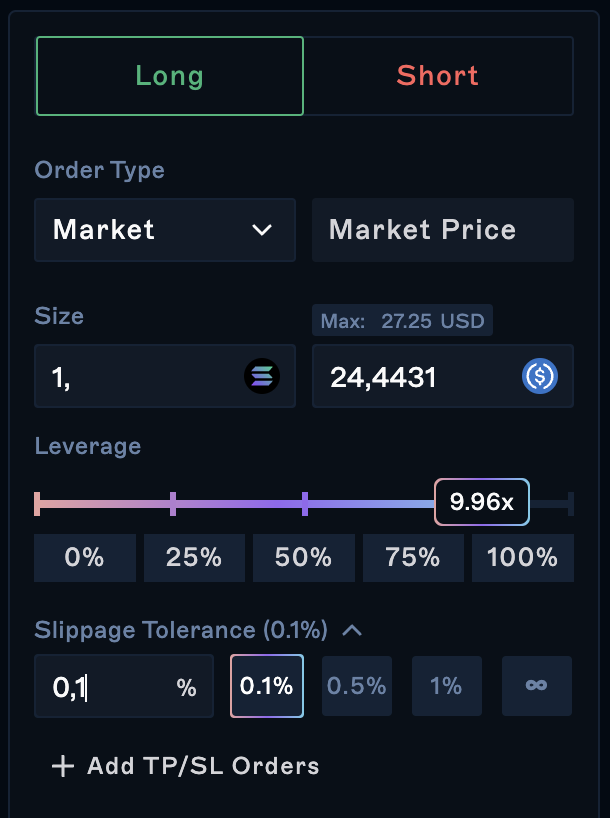 Long Short
Order Type
Market Market Price
Size Max: 27.25 USD
1, 24,4431
Leverage
9.96x
0% 25% 50% 75% 100%
Slippage Tolerance (0.1%)
0,1 % 0.1% 0.5% 1% ∞
+ Add TP/SL Orders